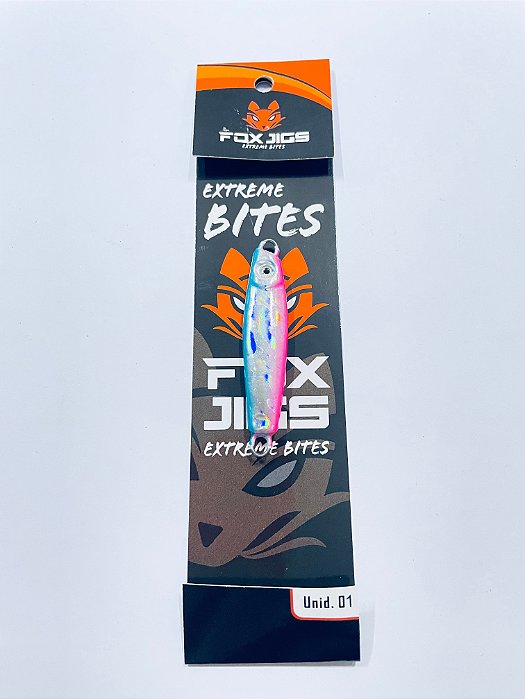 FOX JIGS
EXTREME BITES
EXTREME
BITES
FOX
JIGS
EXTREME BITES
Unid. 01